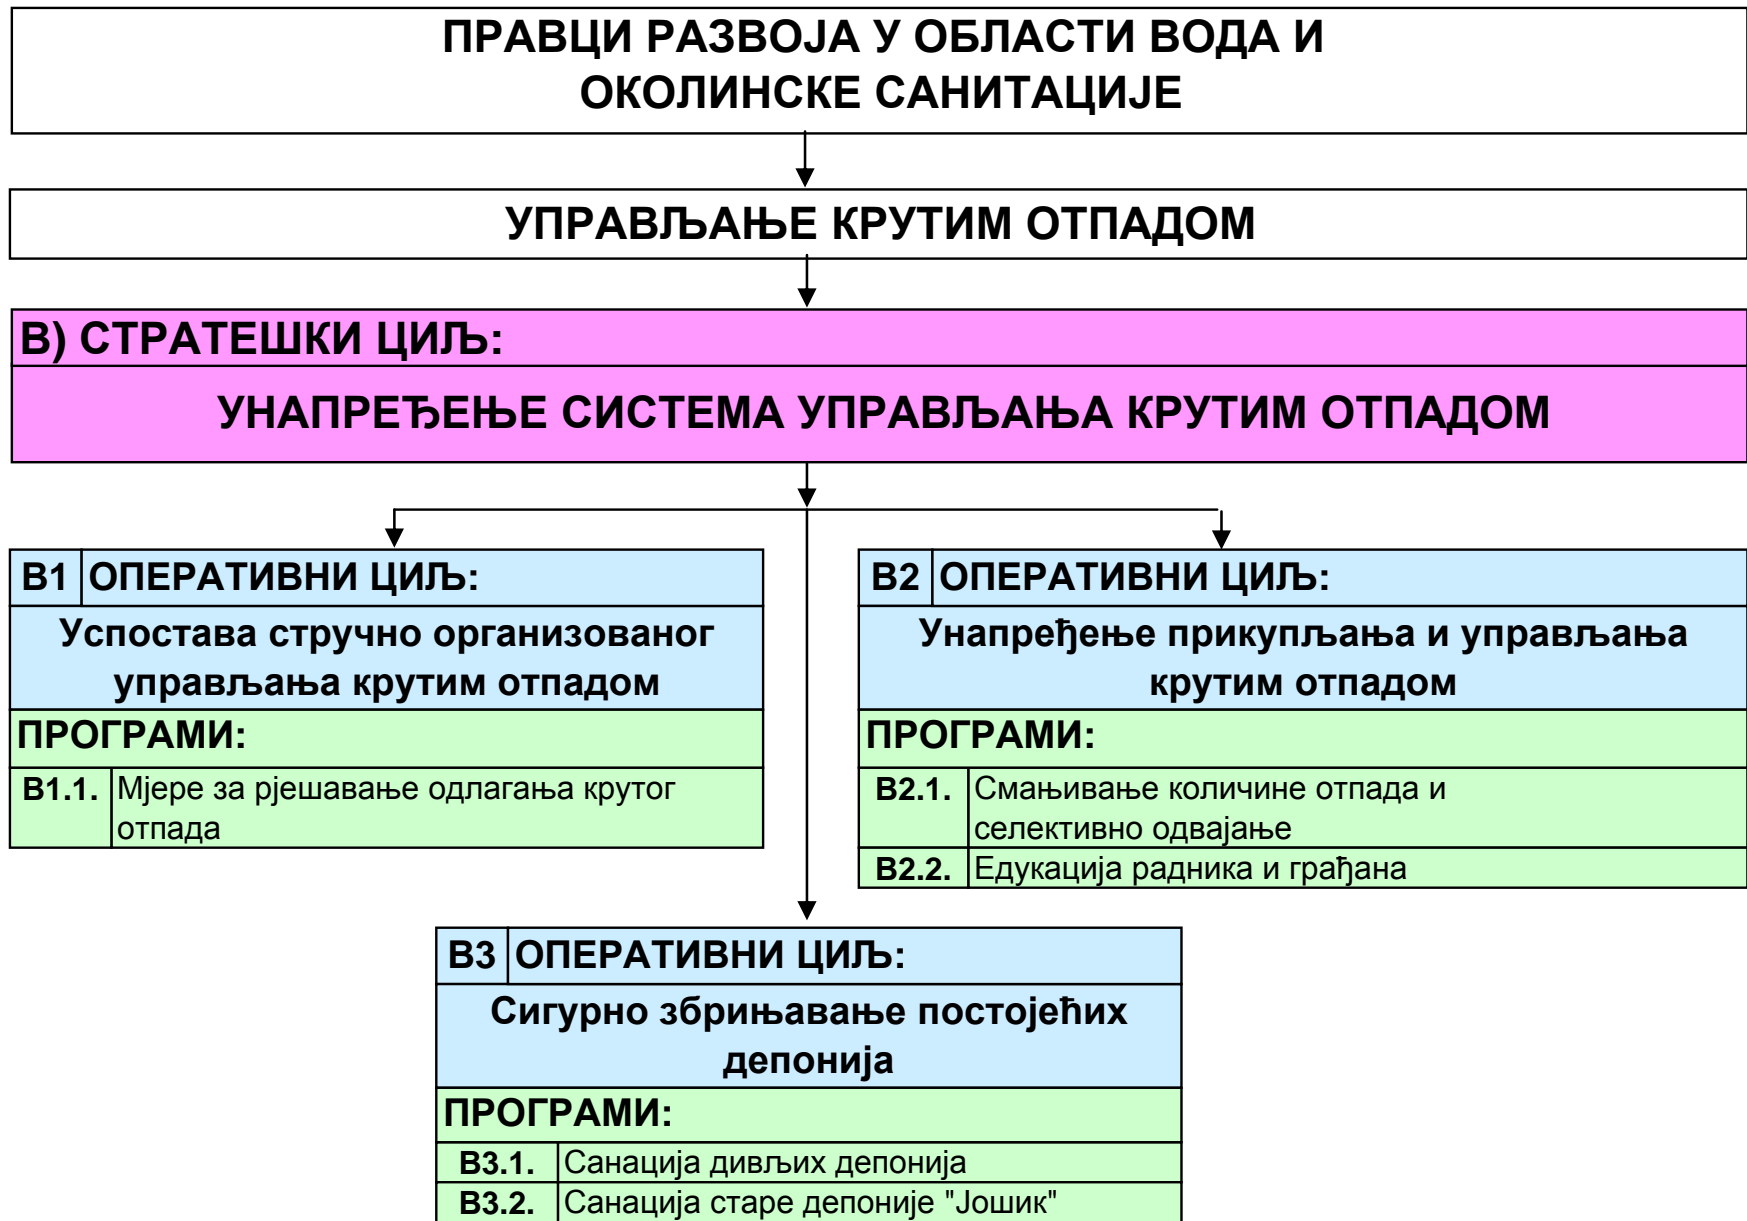 ПРАВЦИ РАЗВОЈА У ОБЛАСТИ ВОДА И
ОКОЛИНСКЕ САНИТАЦИЈЕ
УПРАВЉАЊЕ КРУТИМ ОТПАДОМ
В) СТРАТЕШКИ ЦИЉ:
УНАПРЕЂЕЊЕ СИСТЕМА УПРАВЉАЊА КРУТИМ ОТПАДОМ
В1 ОПЕРАТИВНИ ЦИЉ:
Успостава стручно организованог
управљања крутим отпадом
ПРОГРАМИ:
В1.1. Мјере за рјешавање одлагања крутог
отпада
В2 ОПЕРАТИВНИ ЦИЉ:
Унапређење прикупљања и управљања
крутим отпадом
ПРОГРАМИ:
В2.1. Смањивање количине отпада и
селективно одвајање
В2.2. Едукација радника и грађана
В3 ОПЕРАТИВНИ ЦИЉ:
Сигурно збрињавање постојећих
депонија
ПРОГРАМИ:
В3.1. Санација дивљих депонија
В3.2. Санација старе депоније "Јошик"